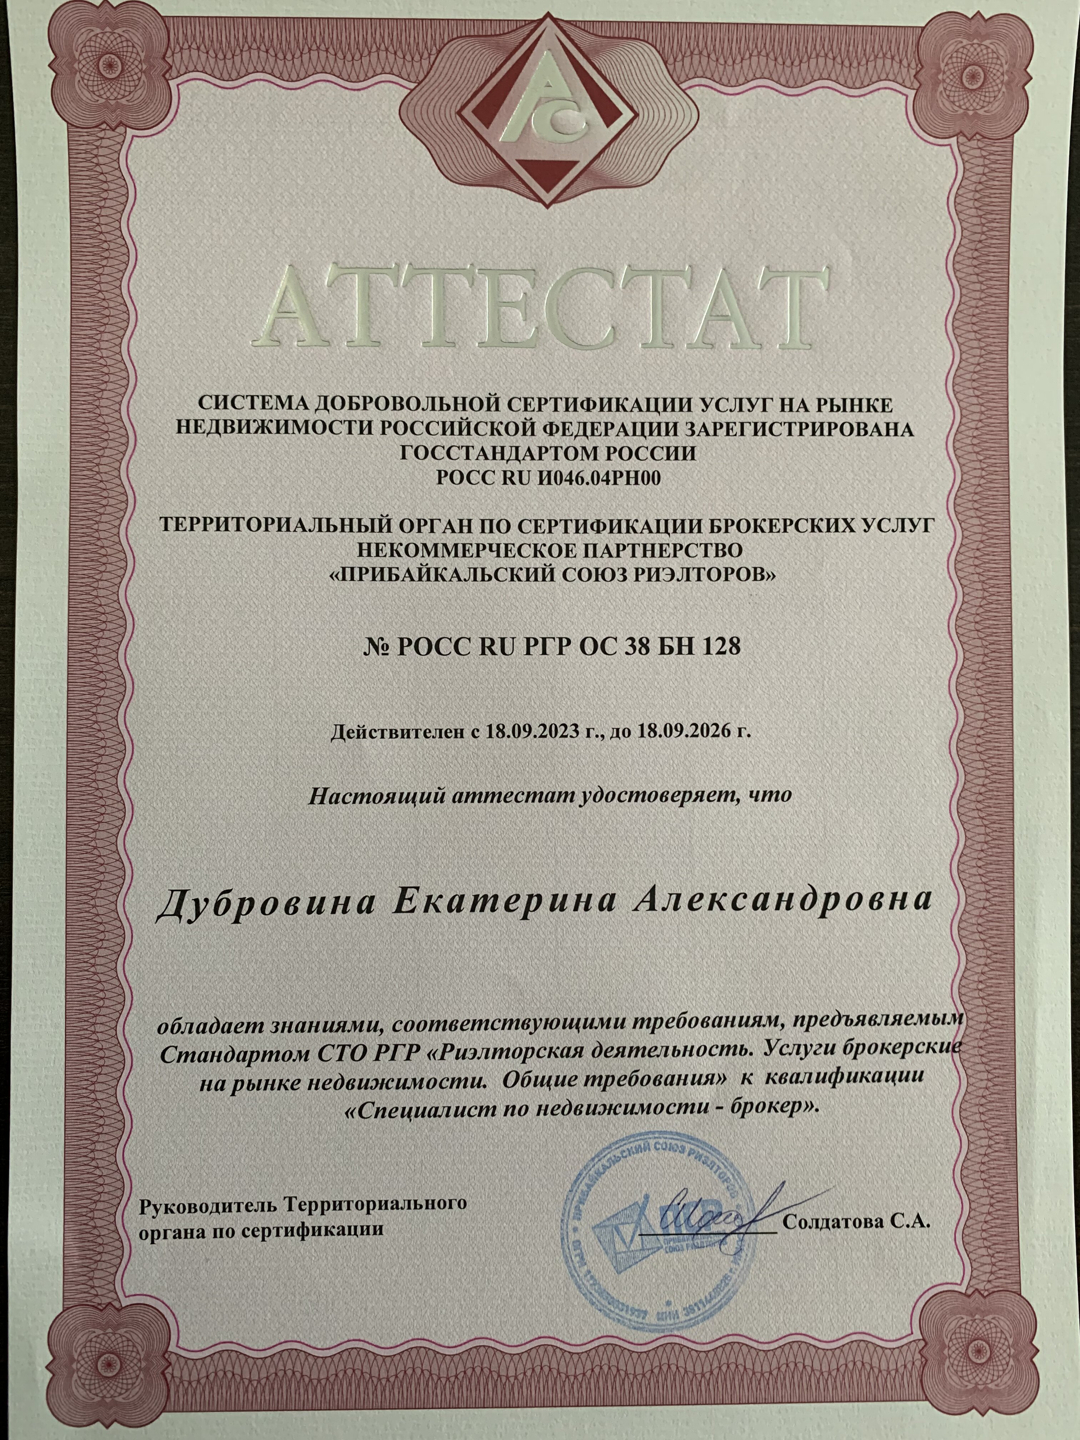 АС
АТТЕСТАТ
СИСТЕМА ДОБРОВОЛЬНОЙ СЕРТИФИКАЦИИ УСЛУГ НА РЫНКЕ
НЕДВИЖИМОСТИ РОССИЙСКОЙ ФЕДЕРАЦИИ ЗАРЕГИСТРИРОВАНА
ГОССТАНДАРТОМ РОССИИ
РОСС RU И046.04РН00
ТЕРРИТОРИАЛЬНЫЙ ОРГАН ПО СЕРТИФИКАЦИИ БРОКЕРСКИХ УСЛУГ
НЕКОММЕРЧЕСКОЕ ПАРТНЕРСТВО
«ПРИБАЙКАЛЬСКИЙ СОЮЗ РИЭЛТОРОВ»
№ РОСС RU РГР ОС 38 БН 128
Действителен с 18.09.2023 г., до 18.09.2026 г.
Настоящий аттестат удостоверяет, что
Дубровина Екатерина Александровна
обладает знаниями, соответствующими требованиям, предъявляемым
Стандартом СТО РГР «Риэлторская деятельность. Услуги брокерские
на рынке недвижимости. Общие требования» к квалификации
«Специалист по недвижимости - брокер».
Руководитель Территориального
органа по сертификации
Солдатова С.А.
ПРИБАЙКАЛЬСКИЙ СОЮЗ РИЭЛТОРОВ